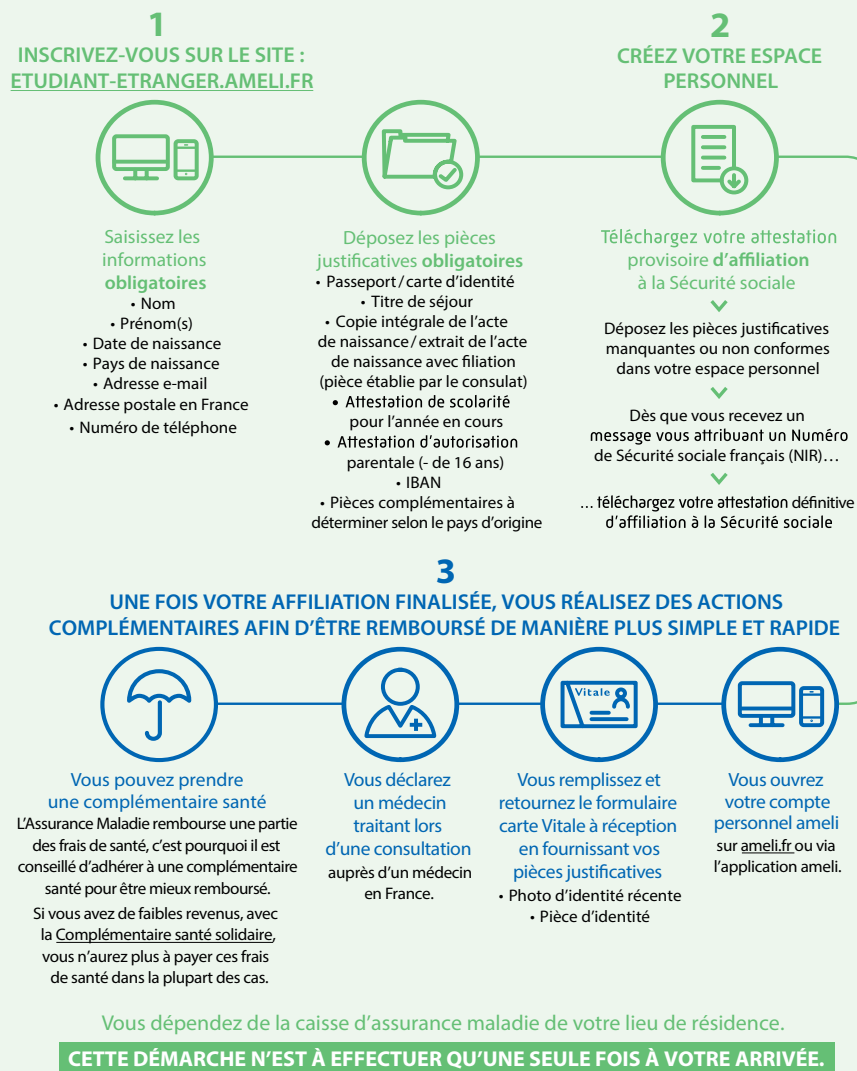 1
INSCRIVEZ-VOUS SUR LE SITE :
ETUDIANT-ETRANGER.AMELI.FR
Saisissez les
informations
obligatoires
• Nom
• Prénom(s)
• Date de naissance
• Pays de naissance
• Adresse e-mail
• Adresse postale en France
• Numéro de téléphone
Déposez les pièces
justificatives obligatoires
• Passeport/carte d'identité
• Titre de séjour
• Copie intégrale de l'acte
de naissance/extrait de l'acte
de naissance avec filiation
(pièce établie par le consulat)
• Attestation de scolarité
pour l'année en cours
• Attestation d'autorisation
parentale (- de 16 ans)
• IBAN
• Pièces complémentaires à
déterminer selon le pays d'origine
2
CRÉEZ VOTRE ESPACE
PERSONNEL
Téléchargez votre attestation
provisoire d'affiliation
à la Sécurité sociale
Déposez les pièces justificatives
manquantes ou non conformes
dans votre espace personnel
Dès que vous recevez un
message vous attribuant un Numéro
de Sécurité sociale français (NIR)…
… téléchargez votre attestation définitive
d'affiliation à la Sécurité sociale
3
UNE FOIS VOTRE AFFILIATION FINALISÉE, VOUS RÉALISEZ DES ACTIONS
COMPLÉMENTAIRES AFIN D'ÊTRE REMBOURSÉ DE MANIÈRE PLUS SIMPLE ET RAPIDE
Vous pouvez prendre
une complémentaire santé
L'Assurance Maladie rembourse une partie
des frais de santé, c'est pourquoi il est
conseillé d'adhérer à une complémentaire
santé pour être mieux remboursé.
Si vous avez de faibles revenus, avec
la Complémentaire santé solidaire,
vous n'aurez plus à payer ces frais
de santé dans la plupart des cas.
Vous déclarez
un médecin
traitant lors
d'une consultation
auprès d'un médecin
en France.
Vitale
Vous remplissez et
retournez le formulaire
carte Vitale à réception
en fournissant vos
pièces justificatives
• Photo d'identité récente
• Pièce d'identité
Vous ouvrez
votre compte
personnel ameli
sur ameli.fr ou via
l'application ameli.
Vous dépendez de la caisse d'assurance maladie de votre lieu de résidence.
CETTE DÉMARCHE N'EST À EFFECTUER QU'UNE SEULE FOIS À VOTRE ARRIVÉE.